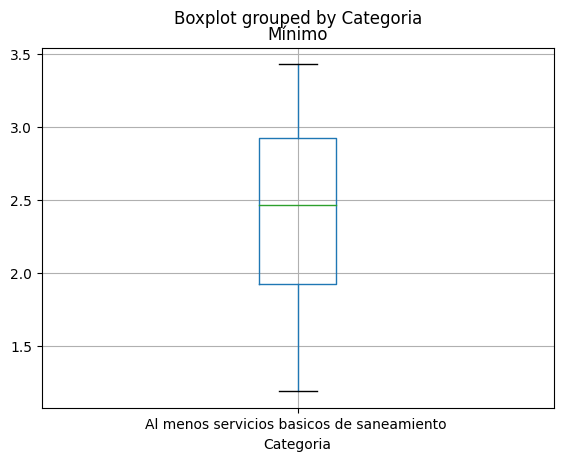 Boxplot grouped by Categoria
Mínimo
3.5
3.0
2.5
2.0
1.5
Al menos servicios basicos de saneamiento
Categoria